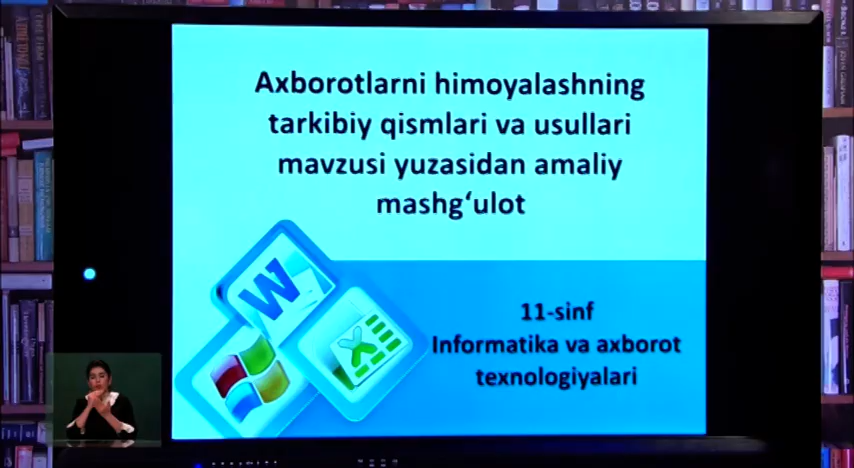 Axborotlarni himoyalashning
tarkibiy qismlari va usullari
mavzusi yuzasidan amaliy
mashg‘ulot
W
X
11-sinf
Informatika va axborot
texnologiyalari